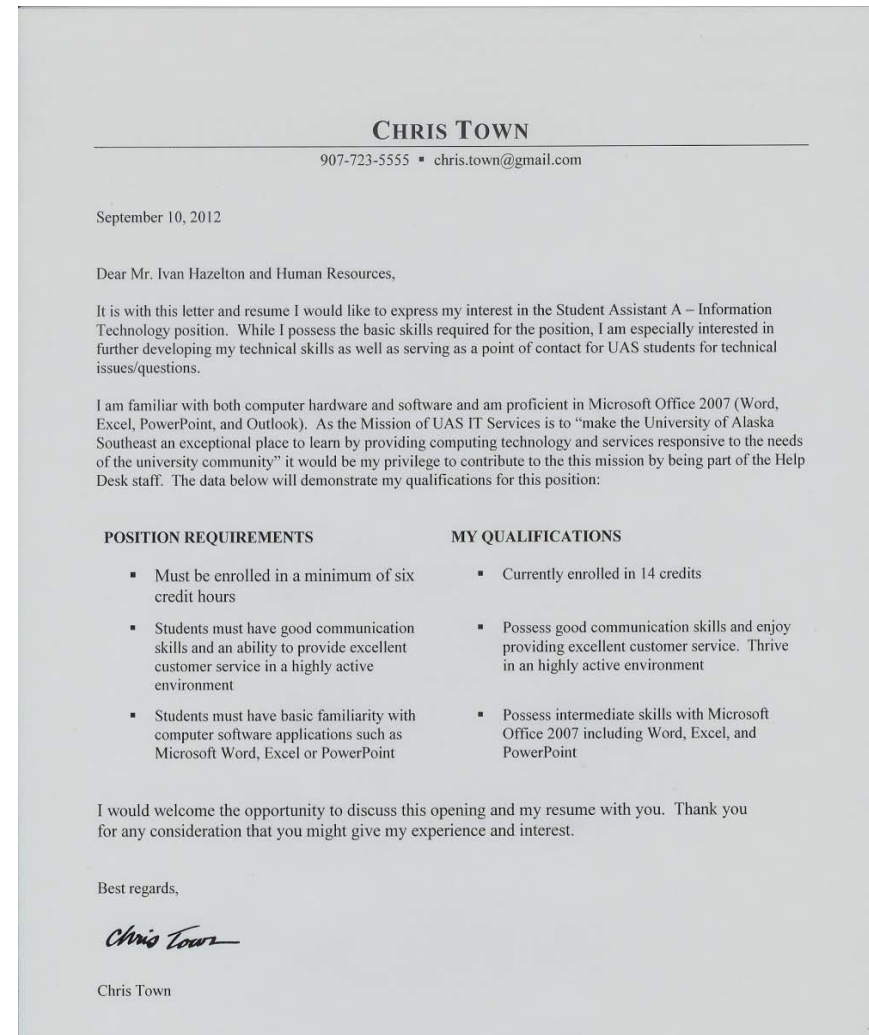 CHRIS TOWN
907-723-5555 ▪ chris.town@gmail.com
September 10, 2012
Dear Mr. Ivan Hazelton and Human Resources,
It is with this letter and resume I would like to express my interest in the Student Assistant A – Information
Technology position. While I possess the basic skills required for the position, I am especially interested in
further developing my technical skills as well as serving as a point of contact for UAS students for technical
issues/questions.
I am familiar with both computer hardware and software and am proficient in Microsoft Office 2007 (Word,
Excel, PowerPoint, and Outlook). As the Mission of UAS IT Services is to “make the University of Alaska
Southeast an exceptional place to learn by providing computing technology and services responsive to the needs
of the university community” it would be my privilege to contribute to the this mission by being part of the Help
Desk staff. The data below will demonstrate my qualifications for this position:
POSITION REQUIREMENTS
▪ Must be enrolled in a minimum of six
credit hours
▪ Students must have good communication
skills and an ability to provide excellent
customer service in a highly active
environment
▪ Students must have basic familiarity with
computer software applications such as
Microsoft Word, Excel or PowerPoint
MY QUALIFICATIONS
▪ Currently enrolled in 14 credits
▪ Possess good communication skills and enjoy
providing excellent customer service. Thrive
in an highly active environment
▪ Possess intermediate skills with Microsoft
Office 2007 including Word, Excel, and
PowerPoint
I would welcome the opportunity to discuss this opening and my resume with you. Thank you
for any consideration that you might give my experience and interest.
Best regards,
Chris Town
Chris Town